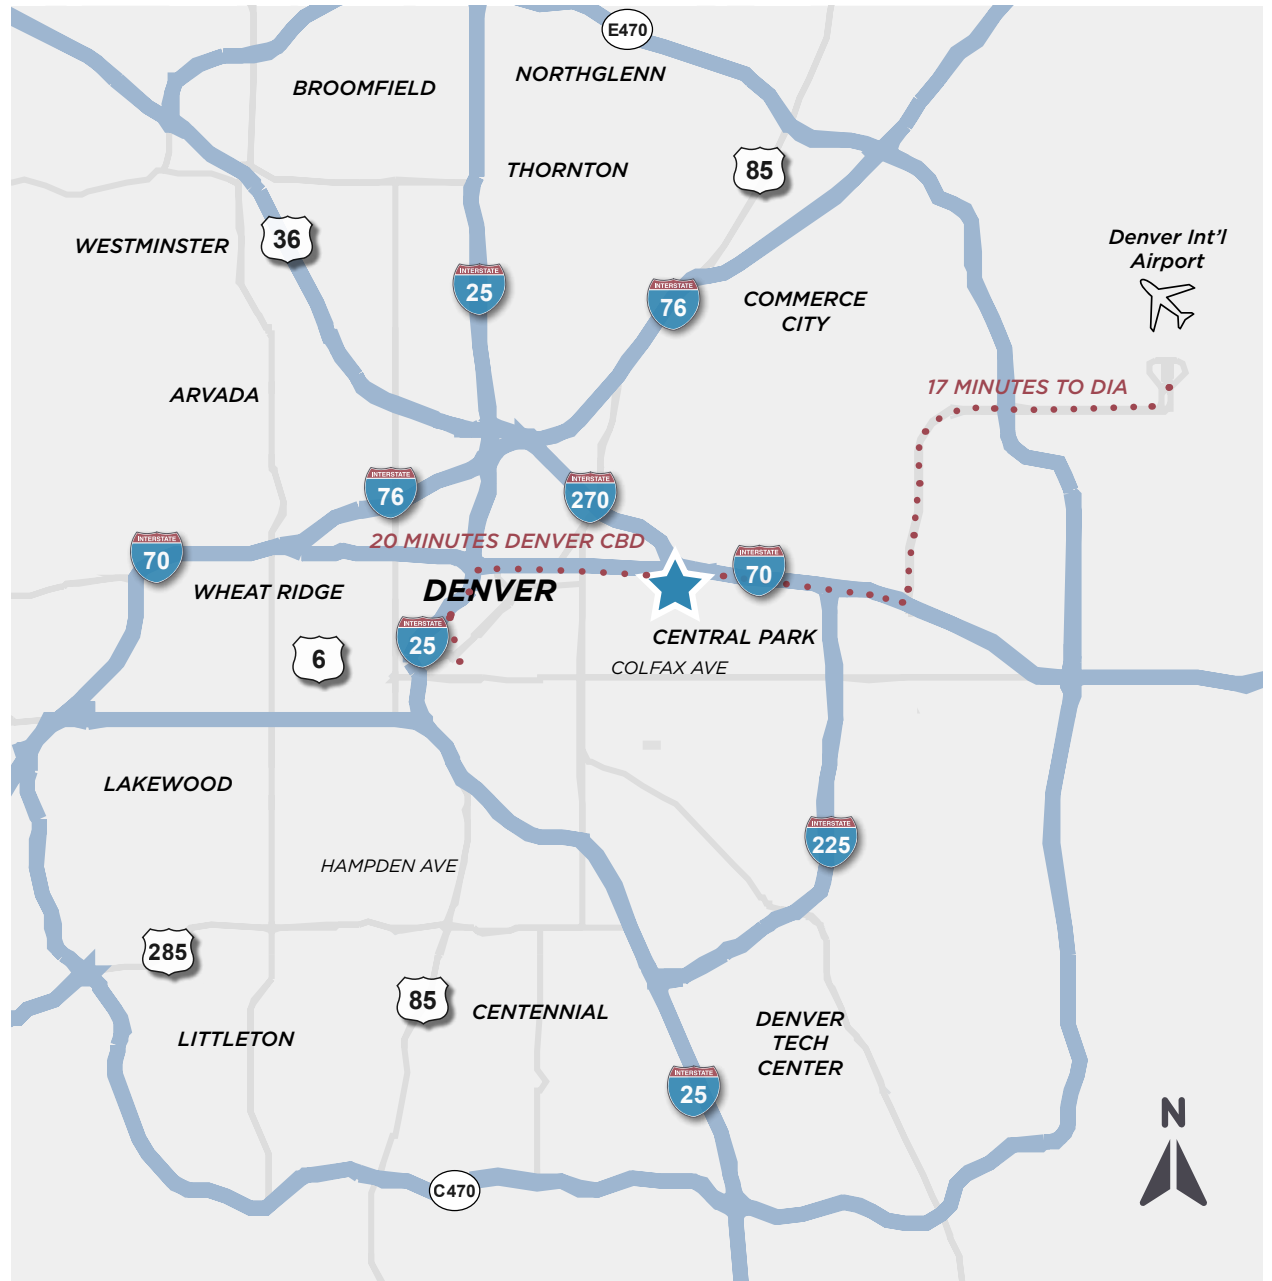 E470
NORTHGLENN
BROOMFIELD
THORNTON
85
36
WESTMINSTER
Denver Int'l
Airport
INTERSTATE
25
INTERSTATE
76
COMMERCE
CITY
ARVADA
17 MINUTES TO DIA
INTERSTATE
76
INTERSTATE
270
20 MINUTES DENVER CBD
INTERSTATE
70
INTERSTATE
70
WHEAT RIDGE
DENVER
INTERSTATE
25
CENTRAL PARK
6
COLFAX AVE
LAKEWOOD
INTERSTATE
225
HAMPDEN AVE
285
85
CENTENNIAL
DENVER
TECH
CENTER
LITTLETON
INTERSTATE
25
N
C470